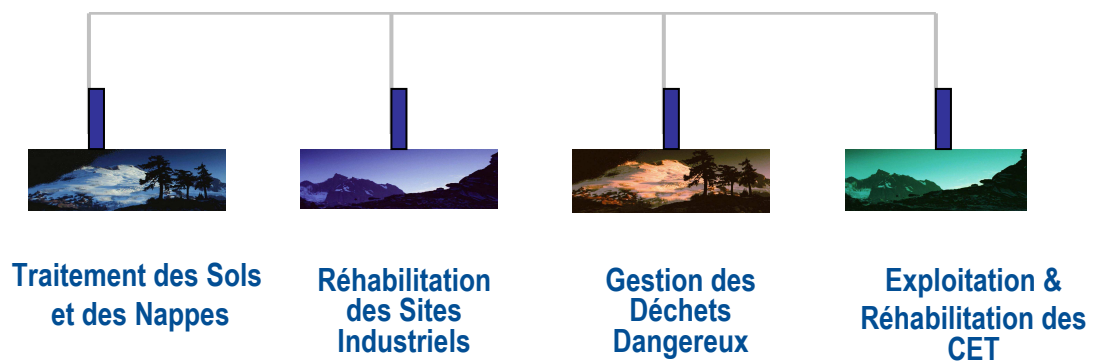 Traitement des Sols
et des Nappes
Réhabilitation
des Sites
Industriels
Gestion des
Déchets
Dangereux
Exploitation &
Réhabilitation des
CET